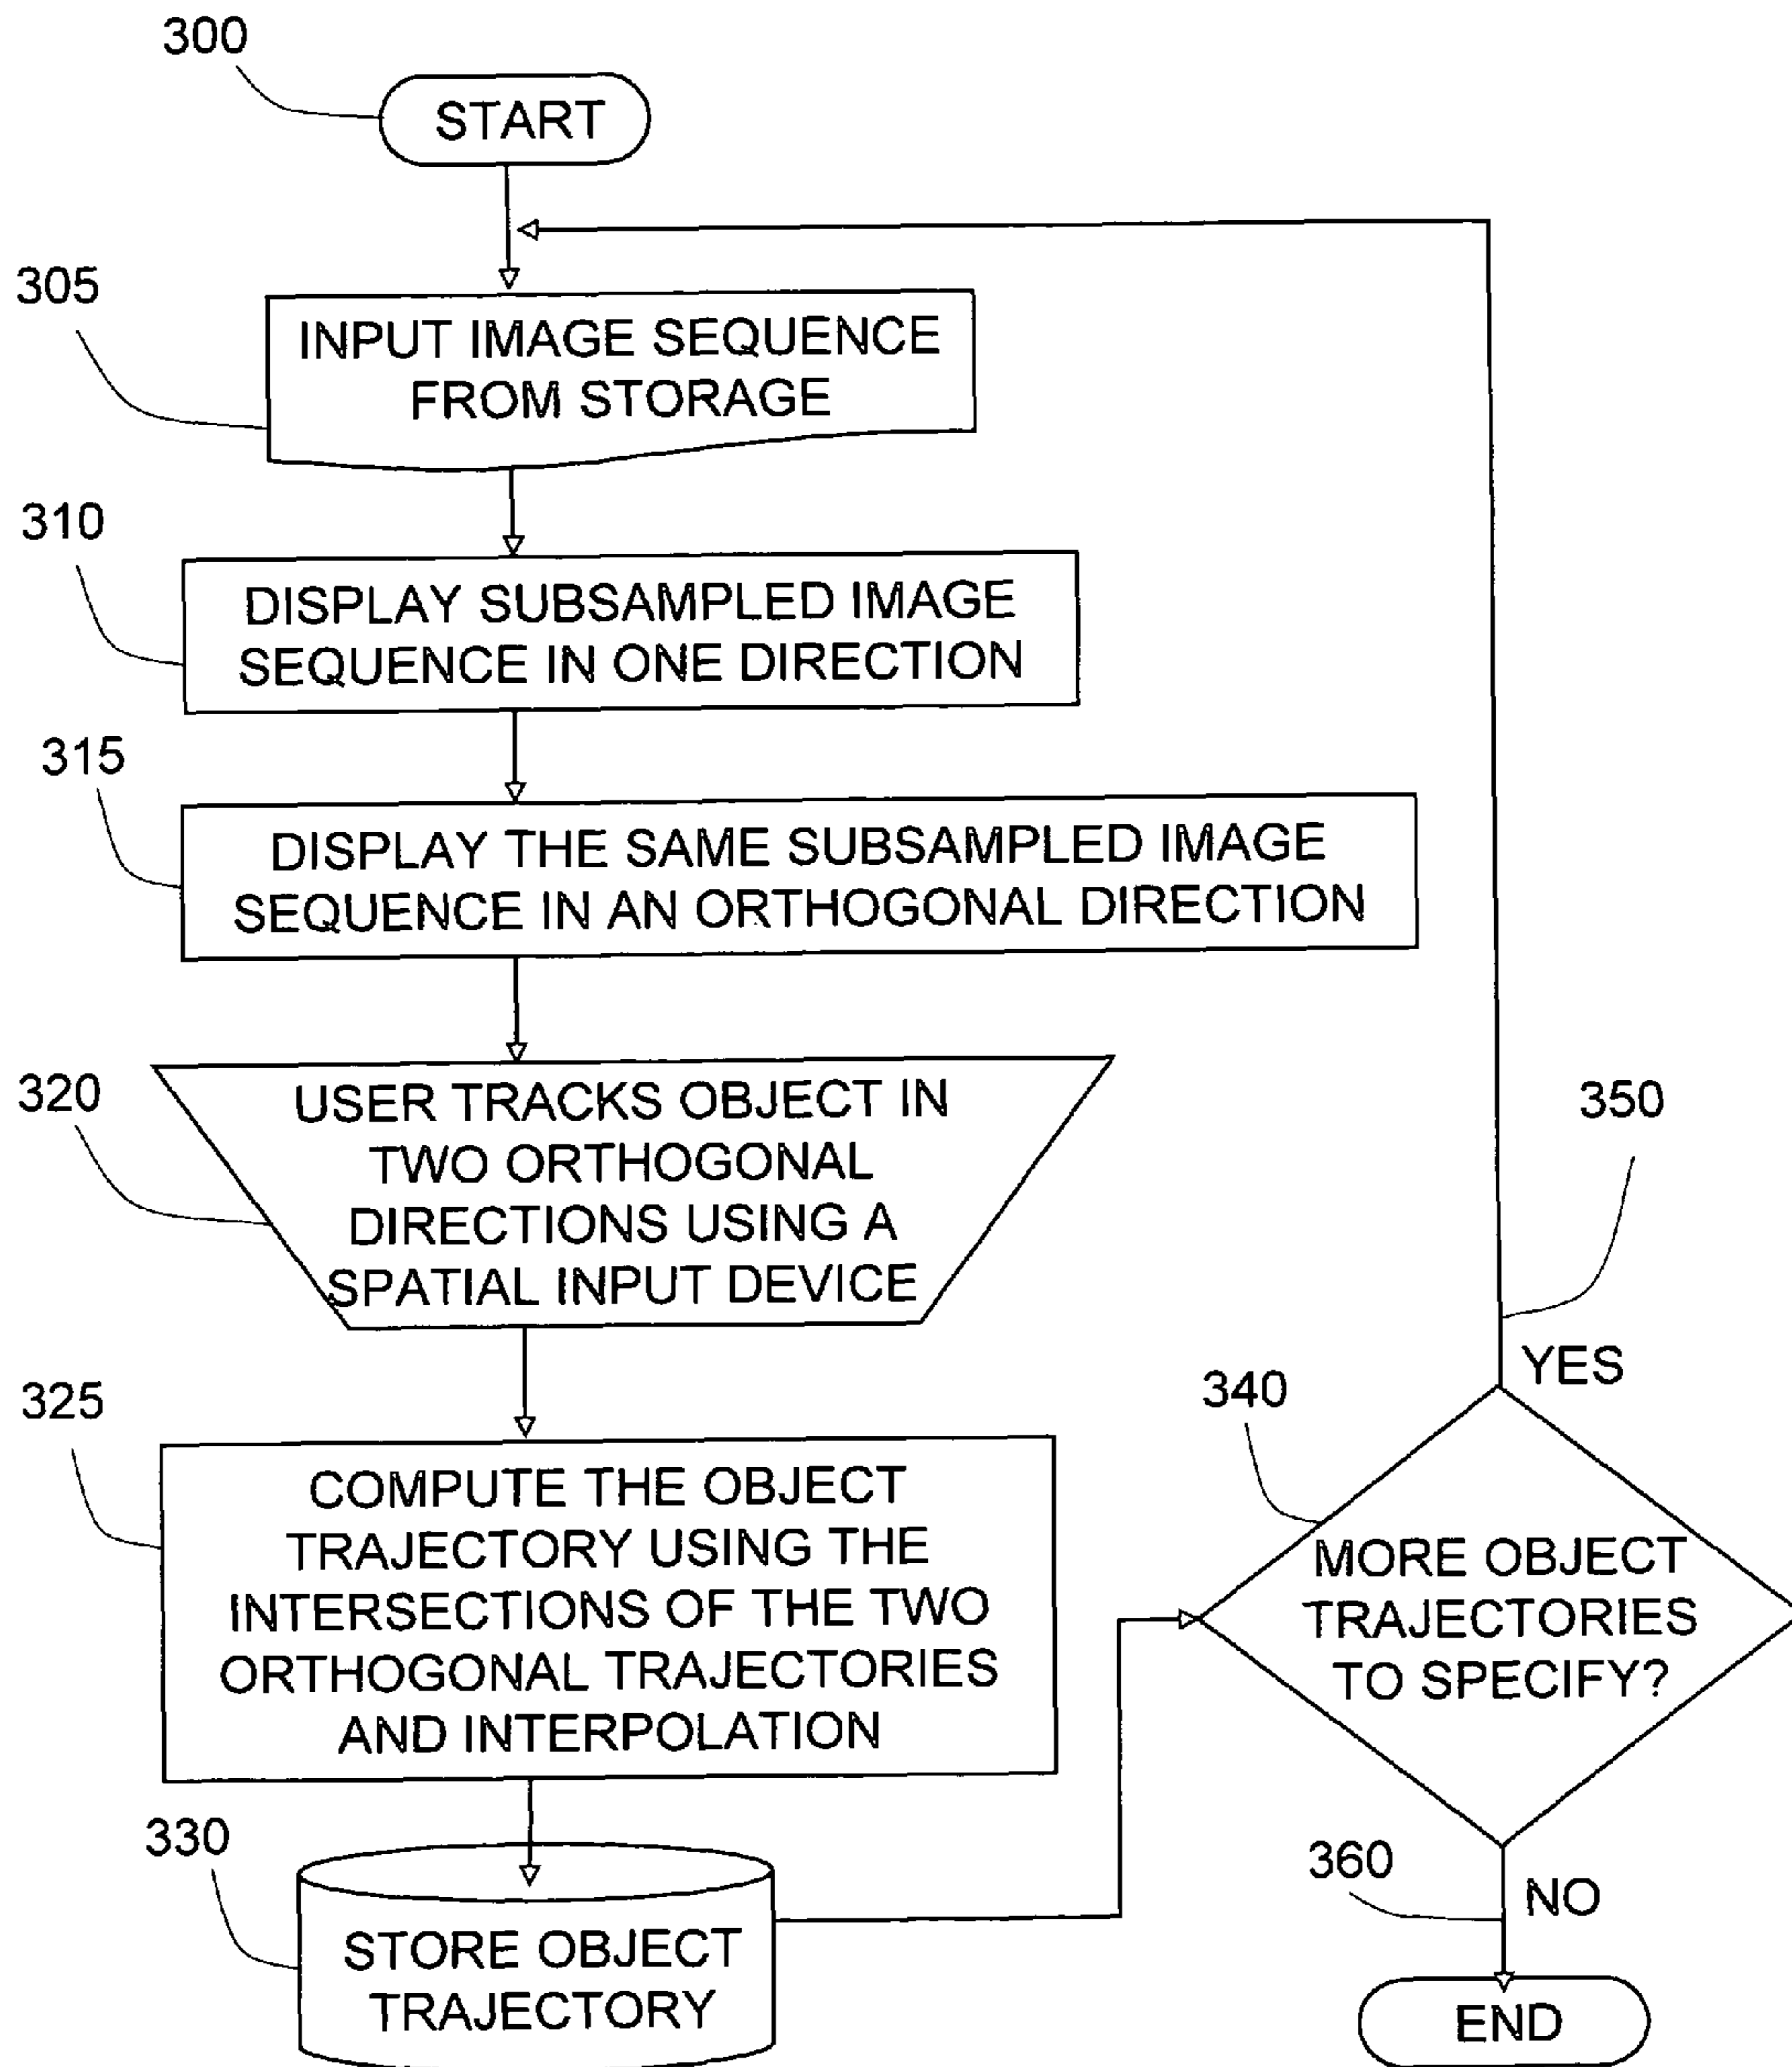 300
START
305
INPUT IMAGE SEQUENCE
FROM STORAGE
310
DISPLAY SUBSAMPLED IMAGE
SEQUENCE IN ONE DIRECTION
315
DISPLAY THE SAME SUBSAMPLED IMAGE
SEQUENCE IN AN ORTHOGONAL DIRECTION
320
USER TRACKS OBJECT IN
TWO ORTHOGONAL
DIRECTIONS USING A
SPATIAL INPUT DEVICE
325
COMPUTE THE OBJECT
TRAJECTORY USING THE
INTERSECTIONS OF THE TWO
ORTHOGONAL TRAJECTORIES
AND INTERPOLATION
330
STORE OBJECT
TRAJECTORY
340
MORE OBJECT
TRAJECTORIES
TO SPECIFY?
350
YES
360
NO
END